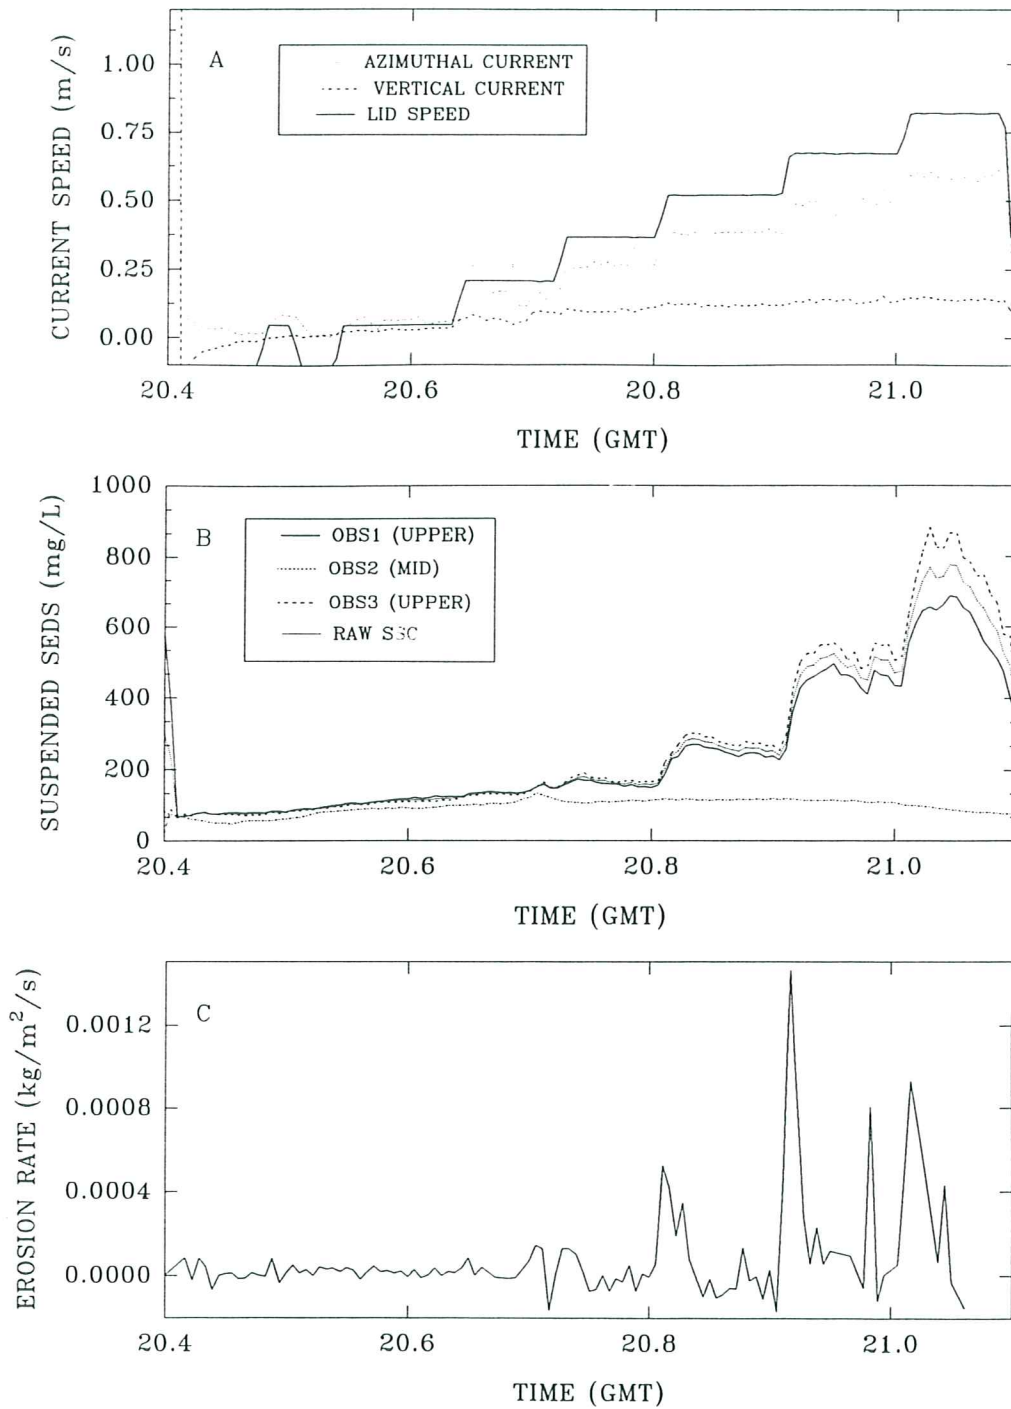 A
AZIMUTHAL CURRENT
VERTICAL CURRENT
LID SPEED
CURRENT SPEED (m/s)
1.00
0.75
0.50
0.25
0.00
20.4
20.6
20.8
21.0
TIME (GMT)
B
OBS1 (UPPER)
OBS2 (MID)
OBS3 (UPPER)
RAW SSC
SUSPENDED SEDS (mg/L)
1000
800
600
400
200
0
20.4
20.6
20.8
21.0
TIME (GMT)
C
EROSION RATE (kg/m²/s)
0.0012
0.0008
0.0004
0.0000
20.4
20.6
20.8
21.0
TIME (GMT)